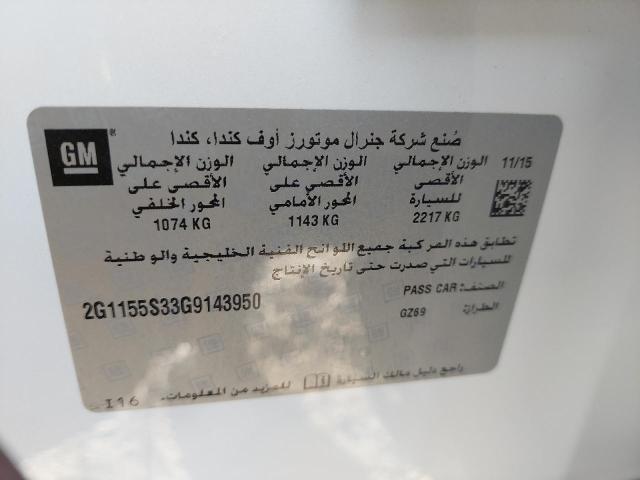 GM
صُنع شركة جنرال موتورز أوف كندا، كندا
11/15
الوزن الإجمالي
الأقصى
للسيارة
2217 KG
الوزن الإجمالي
الأقصى على
المحور الأمامي
1143 KG
الوزن الإجمالي
الأقصى على
المحور الخلفي
1074 KG
تطابق هذه المركبة جميع اللوائح الفنية الخليجية والوطنية
للسيارات التي صدرت حتى تاريخ الإنتاج
2G1155S33G9143950
الصنف: PASS CAR
الطراز: GZ69
راجع دليل مالك السيارة للمزيد من المعلومات.
I16